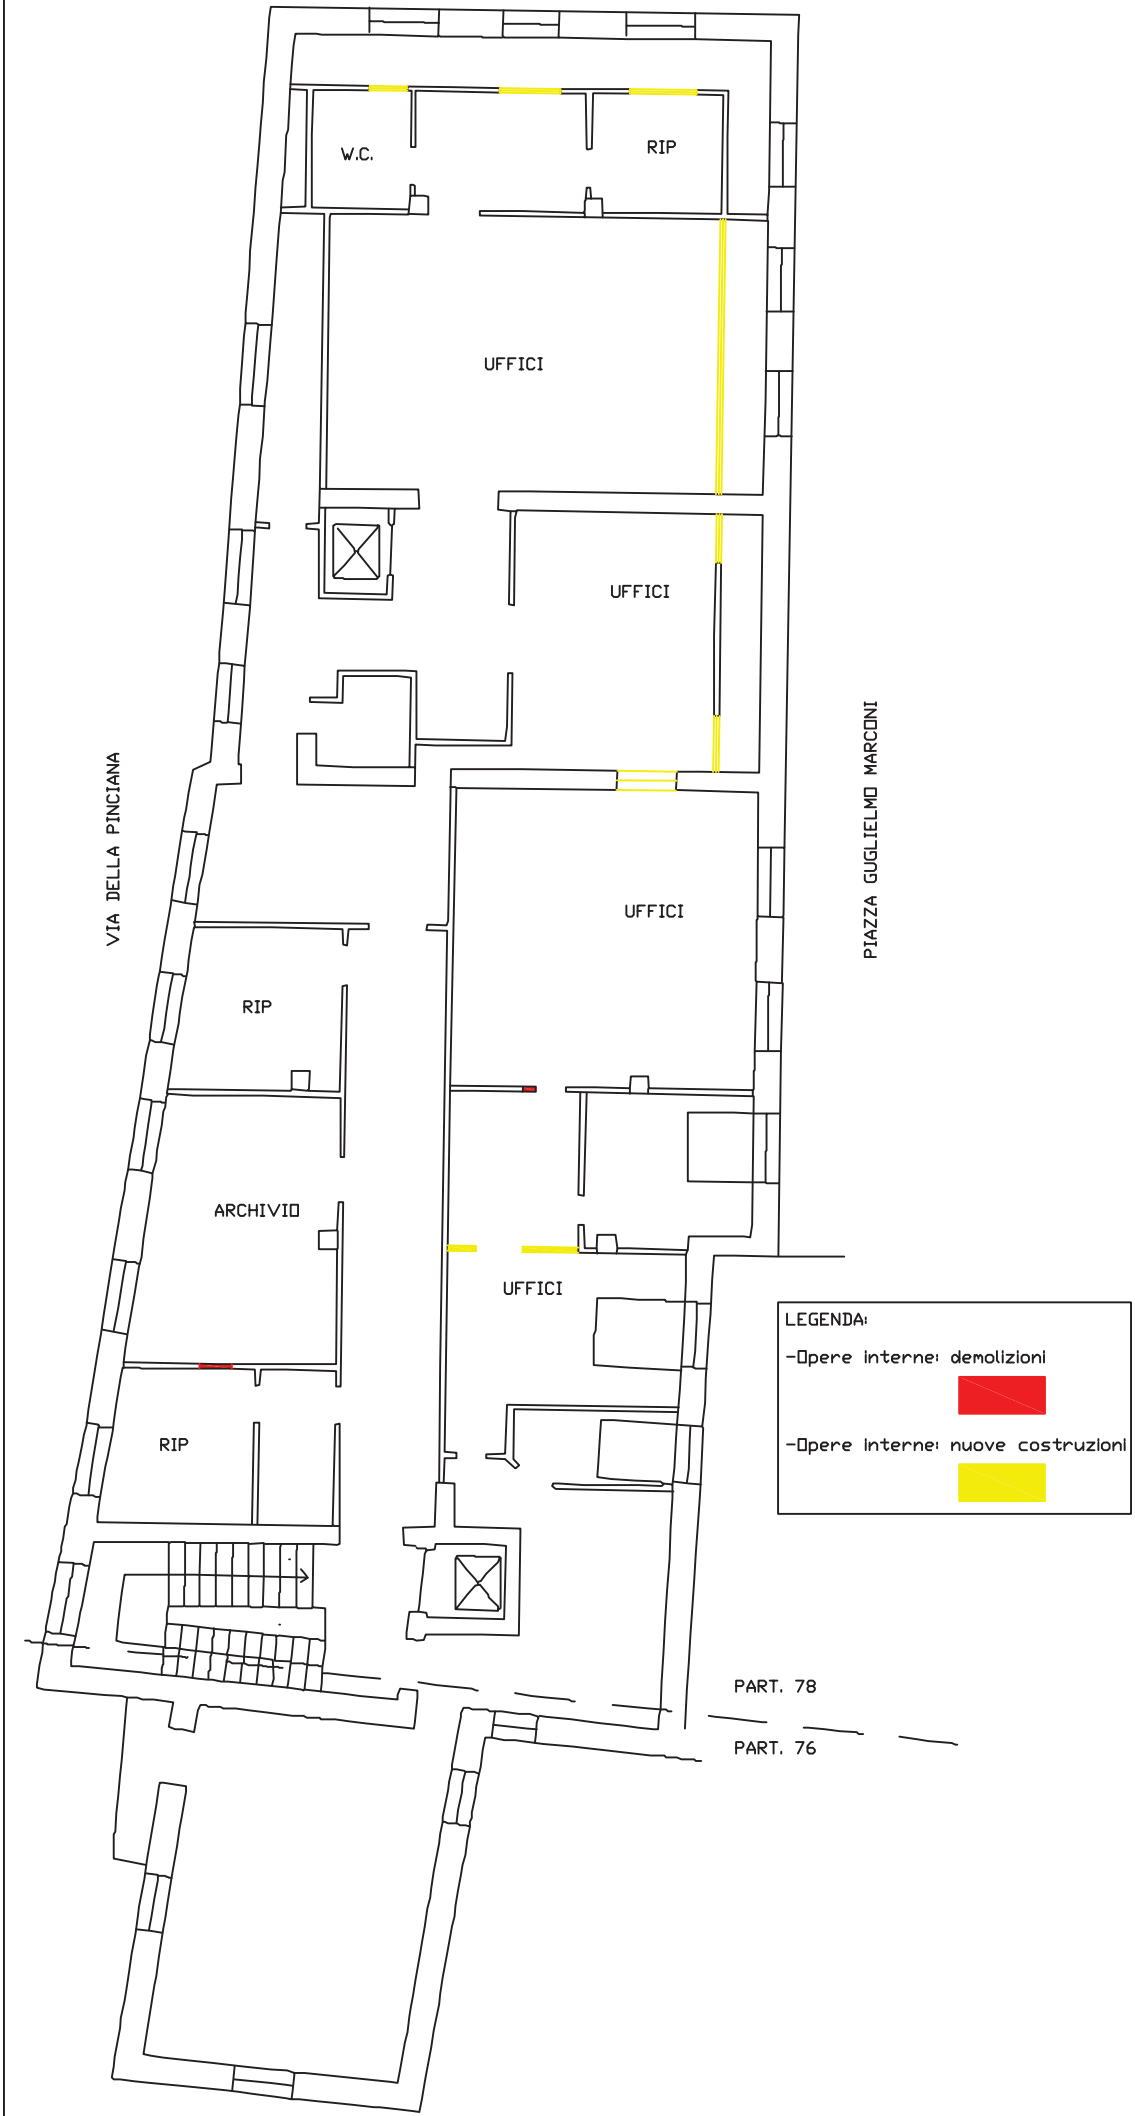 W.C.
RIP
UFFICI
UFFICI
VIA DELLA PINCIANA
PIAZZA GUGLIELMO MARCONI
UFFICI
RIP
ARCHIVIO
UFFICI
LEGENDA:
-Opere interne: demolizioni
-Opere interne: nuove costruzioni
RIP
PART. 78
PART. 76